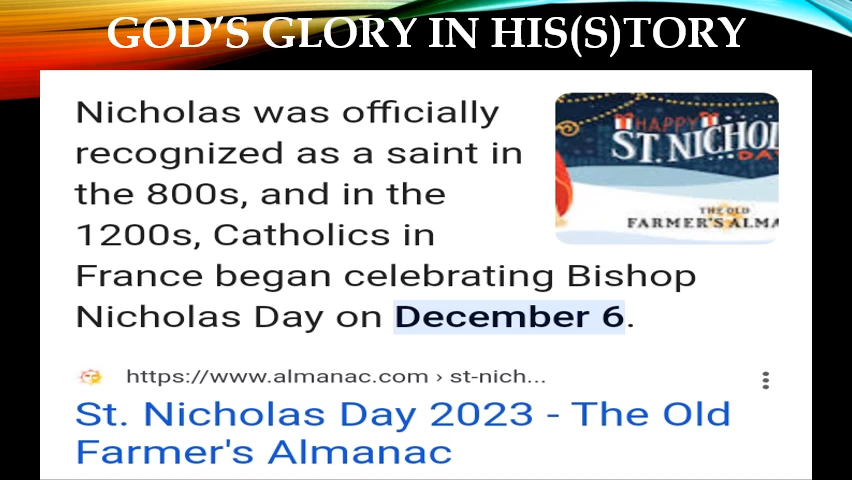 GOD'S GLORY IN HIS(S)TORY
Nicholas was officially
recognized as a saint in
the 800s, and in the
1200s, Catholics in
France began celebrating Bishop
Nicholas Day on December 6.
HAPPY
ST. NICHOL
DA
THE OLD
FARMER'S ALMA
https://www.almanac.com › st-nich...
St. Nicholas Day 2023 - The Old
Farmer's Almanac